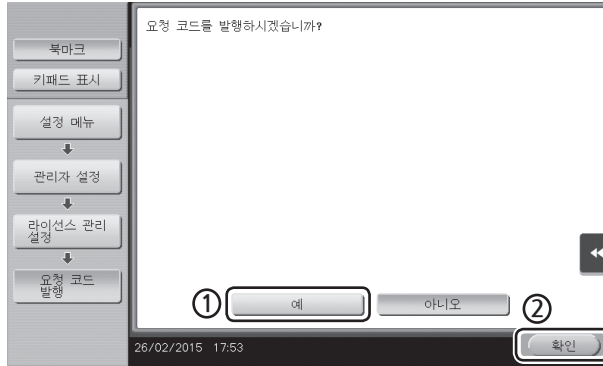 요청 코드를 발행하시겠습니까?
북마크
키패드 표시
설정 메뉴
관리자 설정
라이선스 관리
설정
요청 코드
발행
① 예
아니오
②
확인
26/02/2015 17:53